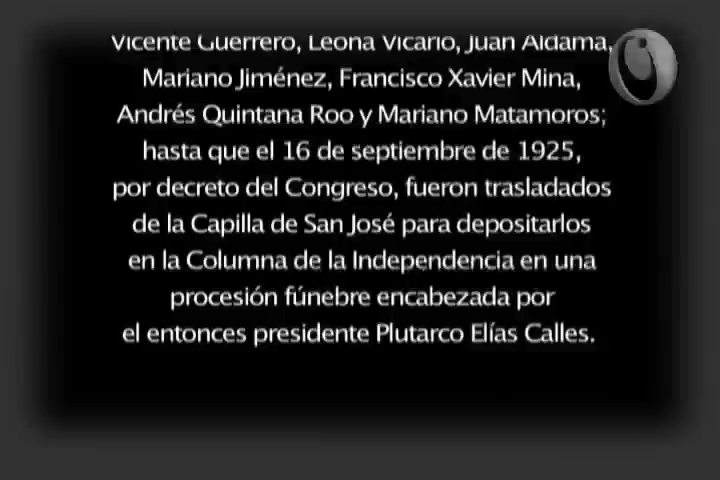 Vicente Guerrero, Leona Vicario, Juan Aldama,
Mariano Jiménez, Francisco Xavier Mina,
Andrés Quintana Roo y Mariano Matamoros;
hasta que el 16 de septiembre de 1925,
por decreto del Congreso, fueron trasladados
de la Capilla de San José para depositarlos
en la Columna de la Independencia en una
procesión fúnebre encabezada por
el entonces presidente Plutarco Elías Calles.